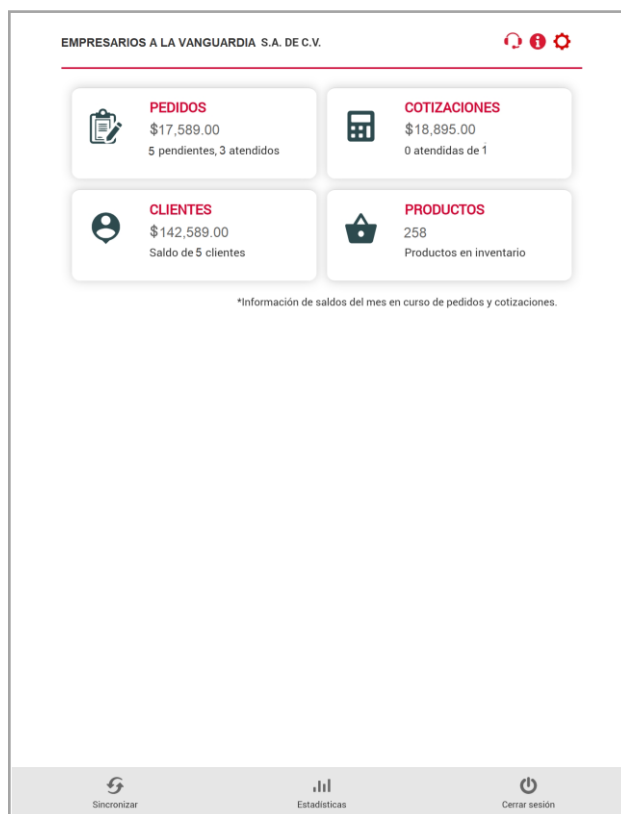 EMPRESARIOS A LA VANGUARDIA S.A. DE C.V.
PEDIDOS
$17,589.00
5 pendientes, 3 atendidos
COTIZACIONES
$18,895.00
0 atendidas de 1
CLIENTES
$142,589.00
Saldo de 5 clientes
PRODUCTOS
258
Productos en inventario
*Información de saldos del mes en curso de pedidos y cotizaciones.
Sincronizar
Estadísticas
Cerrar sesión